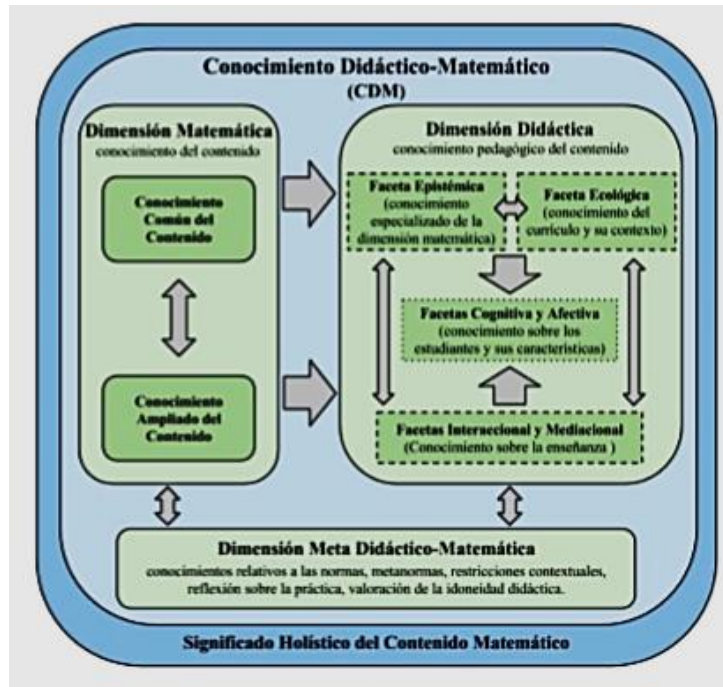 Conocimiento Didáctico-Matemático
(CDM)
Dimensión Matemática
conocimiento del contenido
Conocimiento
Común del
Contenido
Conocimiento
Ampliado del
Contenido
Dimensión Didáctica
conocimiento pedagógico del contenido
Faceta Epistémica
(conocimiento
especializado de la
dimensión matemática)
Faceta Ecológica
(conocimiento del
currículo y su contexto)
Facetas Cognitiva y Afectiva
(conocimiento sobre los
estudiantes y sus características)
Facetas Interaccional y Mediacional
(Conocimiento sobre la enseñanza )
Dimensión Meta Didáctico-Matemática
conocimientos relativos a las normas, metanormas, restricciones contextuales,
reflexión sobre la práctica, valoración de la idoneidad didáctica.
Significado Holístico del Contenido Matemático